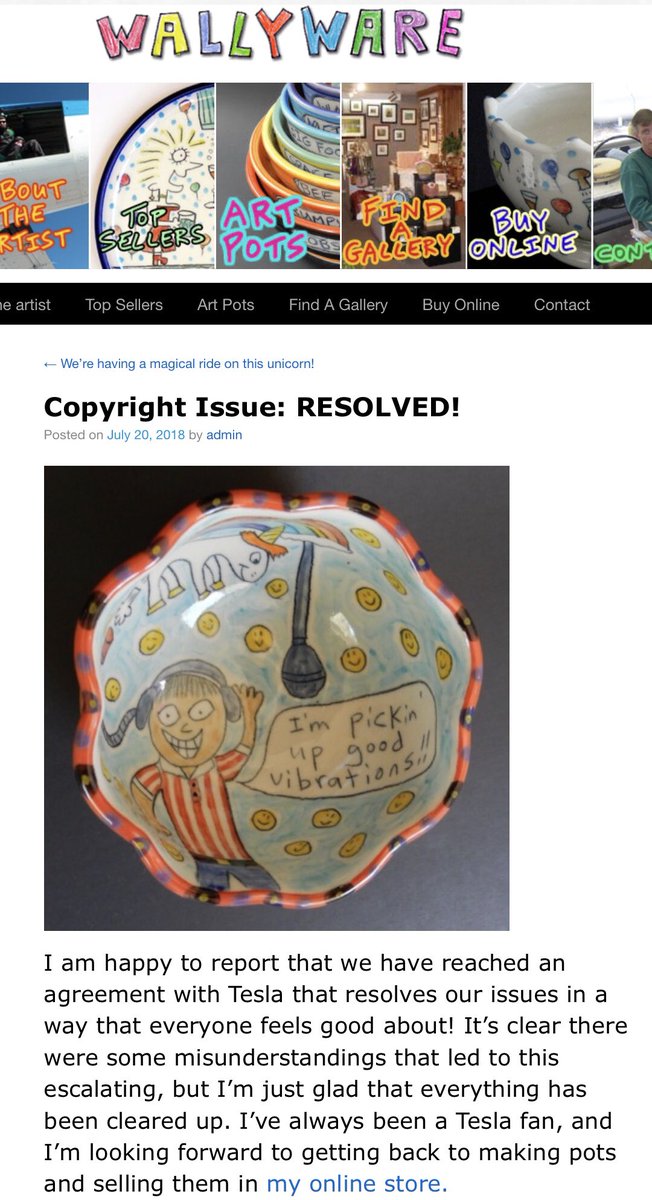 WALLYWARE
BOUT
THE
RTIST
TOP
SELLERS
ART
POTS
FIND
A
GALLERY
BUY
ONLINE
CONT
he artist Top Sellers Art Pots Find A Gallery Buy Online Contact
← We’re having a magical ride on this unicorn!
Copyright Issue: RESOLVED!
Posted on July 20, 2018 by admin
I'm pickin'
up good
vibrations!!
I am happy to report that we have reached an
agreement with Tesla that resolves our issues in a
way that everyone feels good about! It’s clear there
were some misunderstandings that led to this
escalating, but I’m just glad that everything has
been cleared up. I’ve always been a Tesla fan, and
I’m looking forward to getting back to making pots
and selling them in my online store.